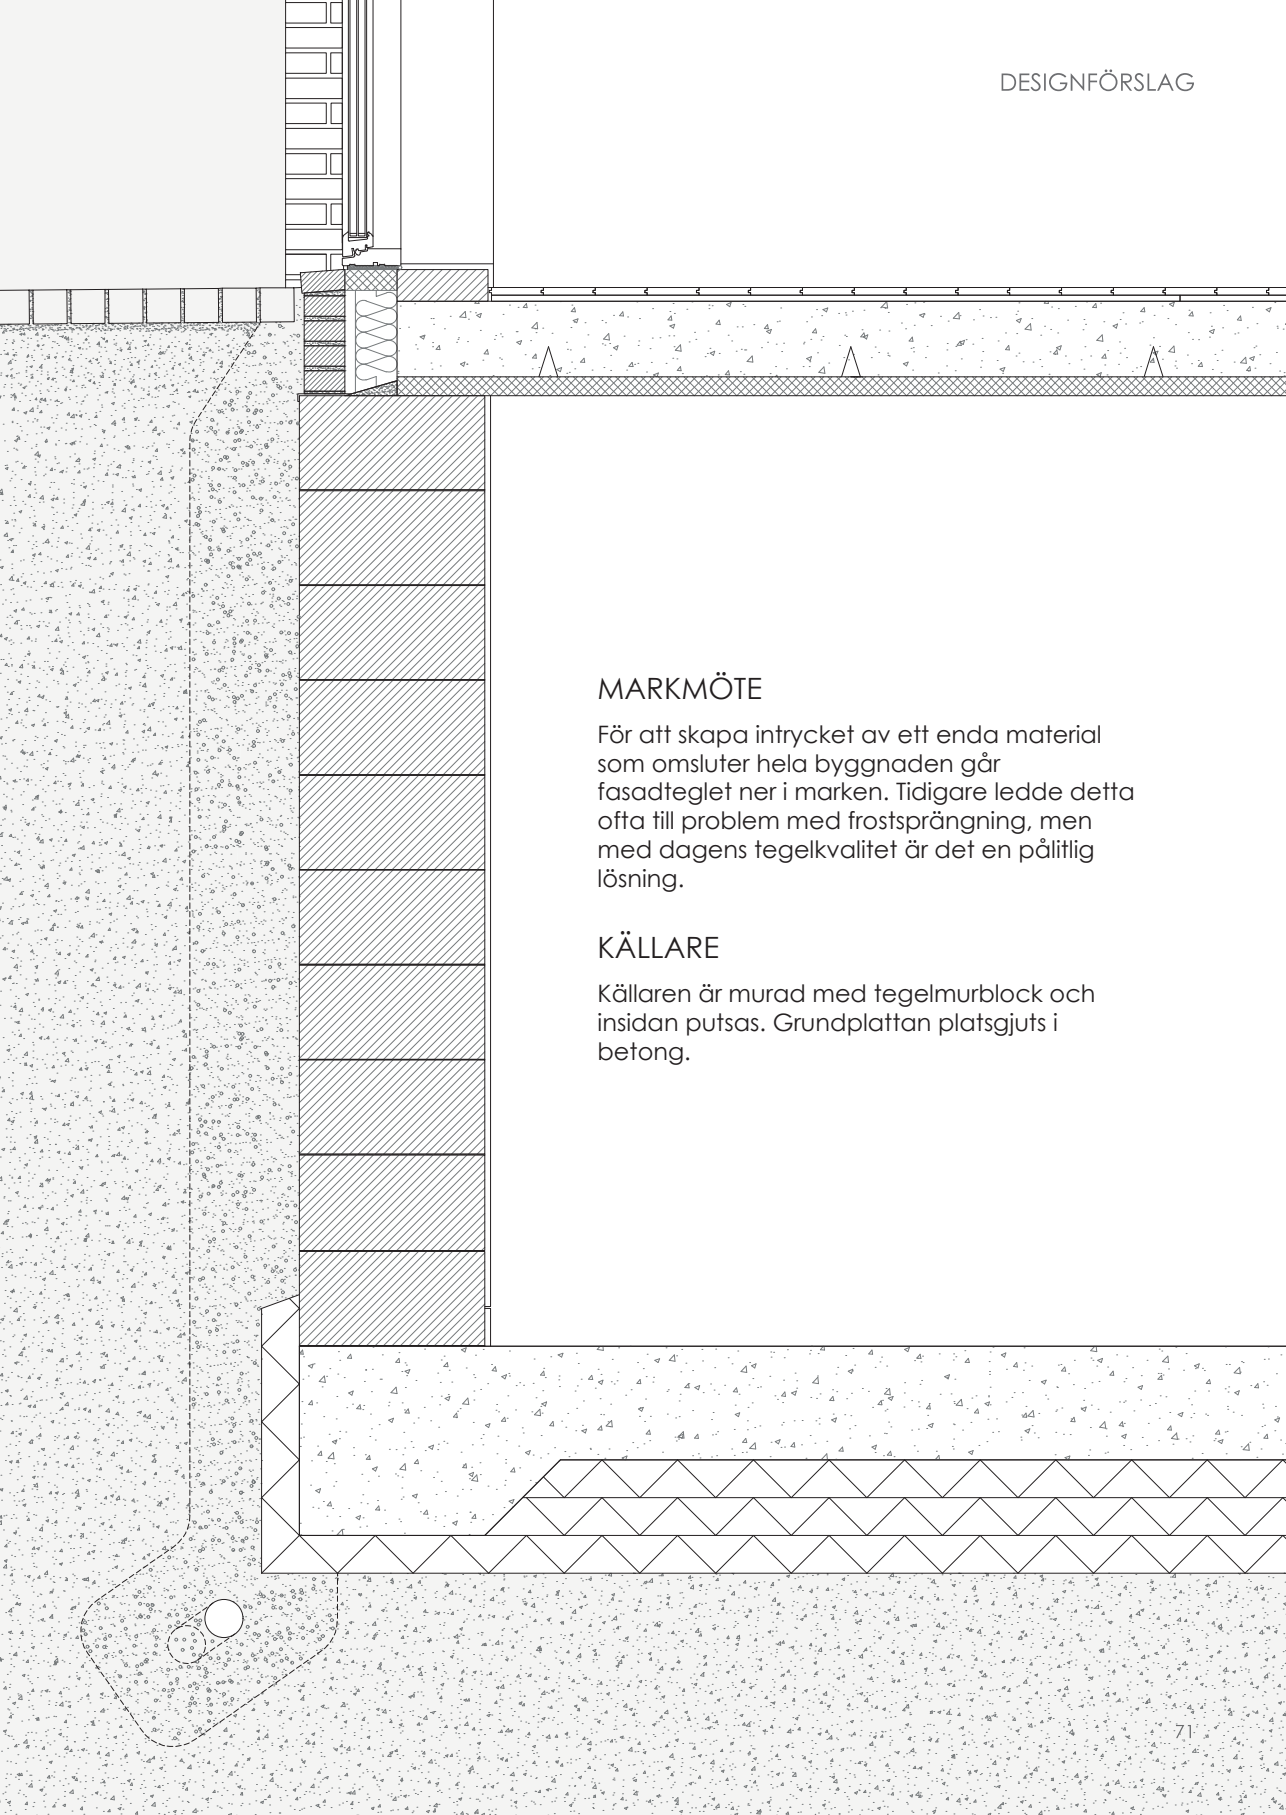 DESIGNFÖRSLAG
MARKMÖTE
För att skapa intrycket av ett enda material
som omsluter hela byggnaden går
fasadteglet ner i marken. Tidigare ledde detta
ofta till problem med frostsprängning, men
med dagens tegelkvalitet är det en pålitlig
lösning.
KÄLLARE
Källaren är murad med tegelmurblock och
insidan putsas. Grundplattan platsgjuts i
betong.
71